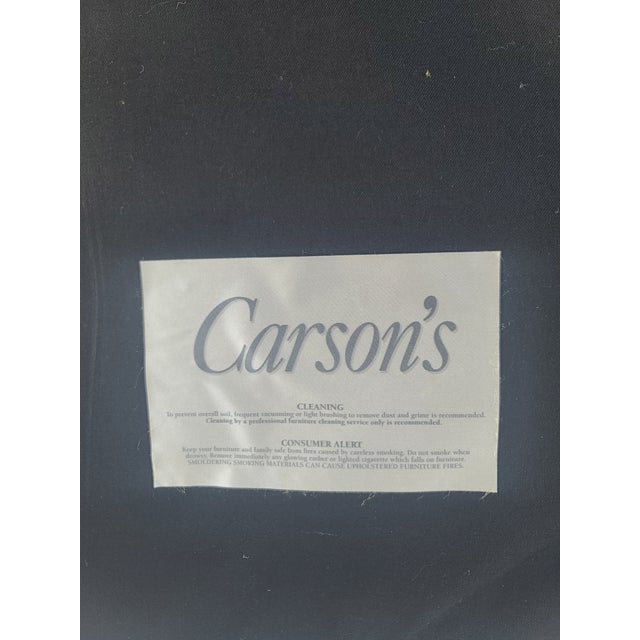 Carson's
CLEANING
To prevent overall soil, frequent vacuuming or light brushing to remove dust and grime is recommended.
Cleaning by a professional furniture cleaning service only is recommended.
CONSUMER ALERT
Keep your furniture and family safe from fires caused by careless smoking. Do not smoke when
drowsy. Remove immediately any glowing ember or lighted cigarette which falls on furniture.
SMOLDERING SMOKING MATERIALS CAN CAUSE UPHOLSTERED FURNITURE FIRES.